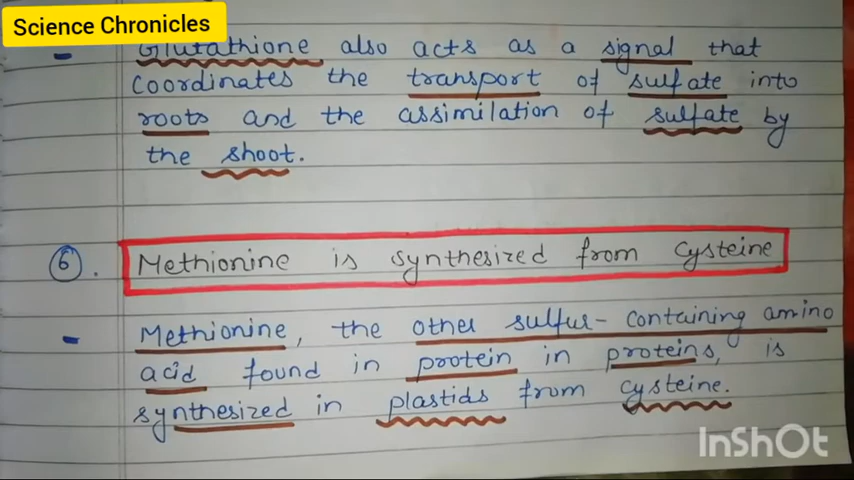 Science Chronicles
- Glutathione also acts as a signal that
coordinates the transport of sulfate into
roots and the assimilation of sulfate by
the shoot.
6. Methionine is synthesized from cysteine
- Methionine, the other sulfur-containing amino
acid found in protein in proteins, is
synthesized in plastids from cysteine.
InShOt